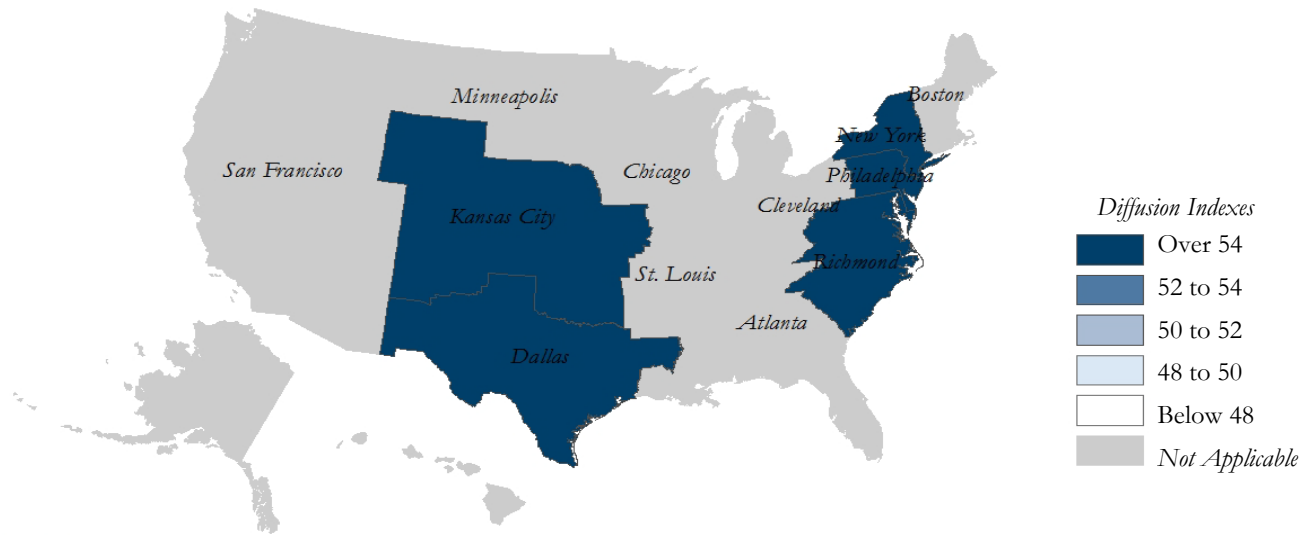 Minneapolis
Boston
New York
San Francisco
Chicago
Philadelphia
Cleveland
Kansas City
Richmond
St. Louis
Atlanta
Dallas
Diffusion Indexes
Over 54
52 to 54
50 to 52
48 to 50
Below 48
Not Applicable